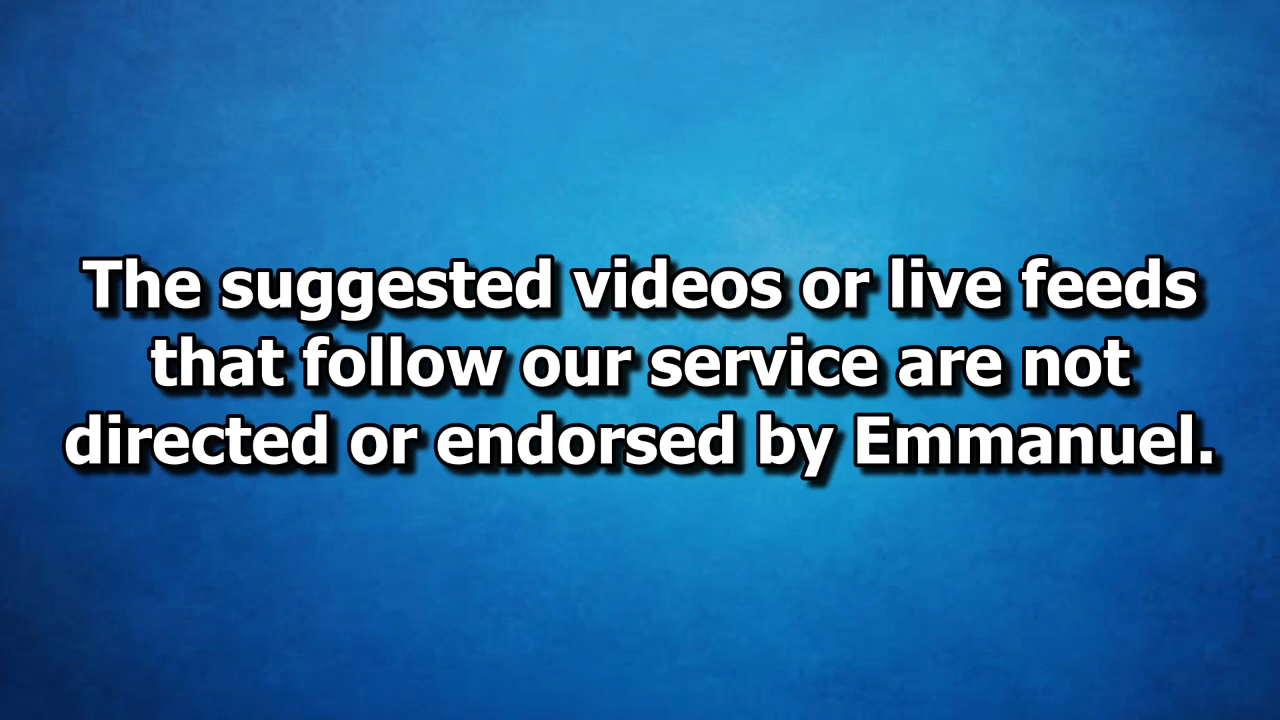 The suggested videos or live feeds
that follow our service are not
directed or endorsed by Emmanuel.